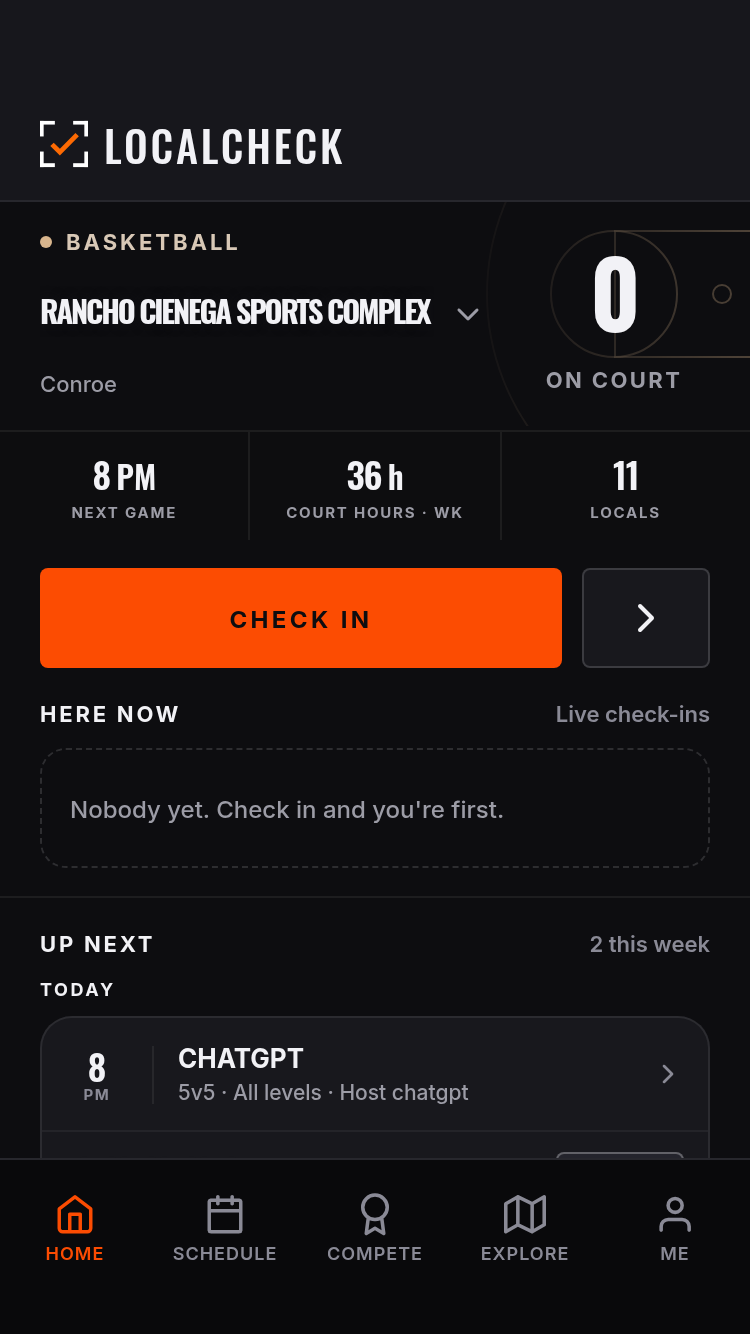 LOCALCHECK
BASKETBALL
RANCHO CIENEGA SPORTS COMPLEX
Conroe
0
ON COURT
8 PM
NEXT GAME
36 h
COURT HOURS · WK
11
LOCALS
CHECK IN
HERE NOW
Live check-ins
Nobody yet. Check in and you're first.
UP NEXT
2 this week
TODAY
8
PM
CHATGPT
5v5 · All levels · Host chatgpt
HOME
SCHEDULE
COMPETE
EXPLORE
ME